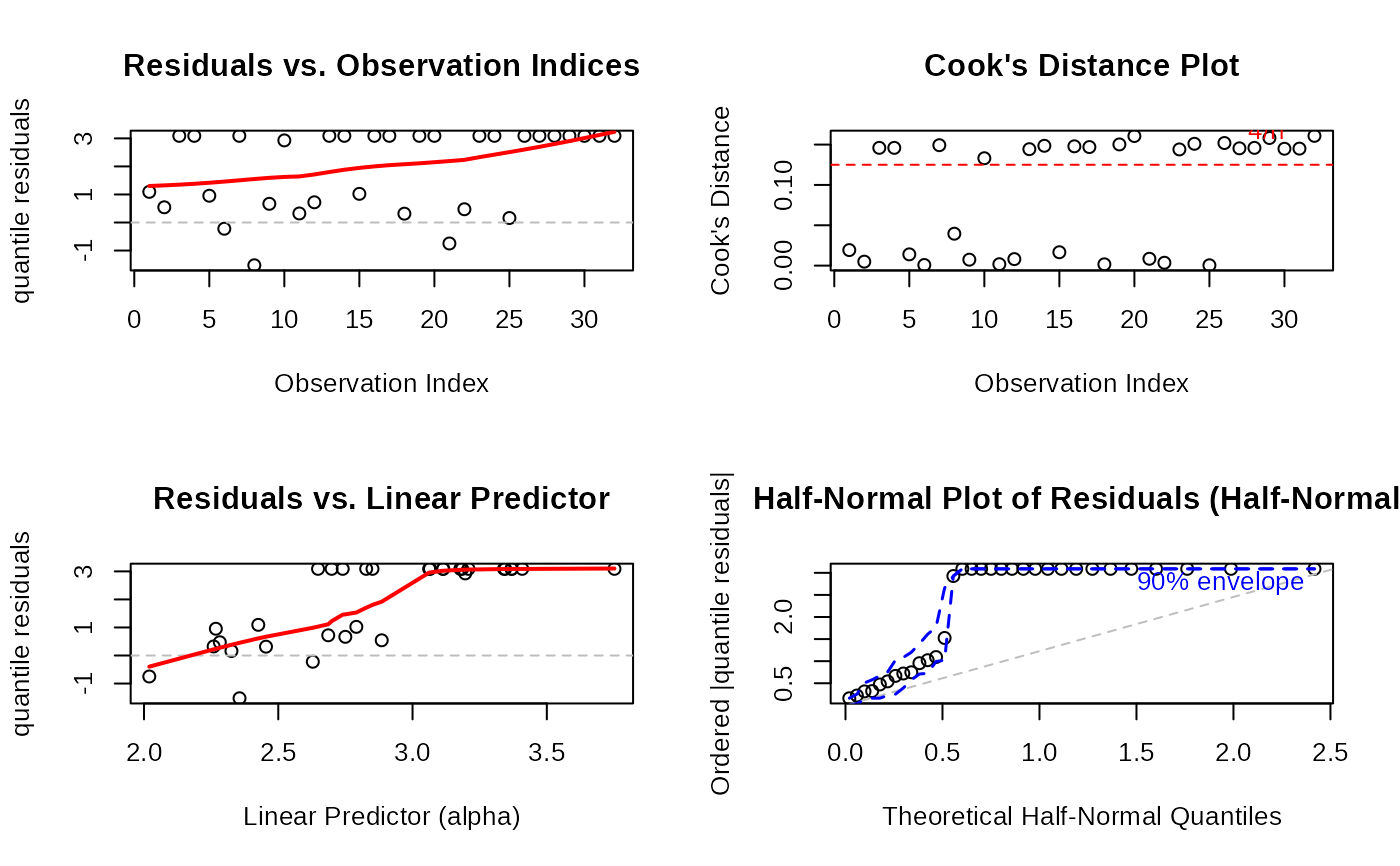 Residuals vs. Observation Indices
quantile residuals
-1 1 3
0 5 10 15 20 25 30
Observation Index
Cook's Distance Plot
Cook's Distance
0.00 0.10
4/n
0 5 10 15 20 25 30
Observation Index
Residuals vs. Linear Predictor
quantile residuals
-1 1 3
2.0 2.5 3.0 3.5
Linear Predictor (alpha)
Half-Normal Plot of Residuals (Half-Normal
Ordered |quantile residuals|
0.5 2.0
90% envelope
0.0 0.5 1.0 1.5 2.0 2.5
Theoretical Half-Normal Quantiles